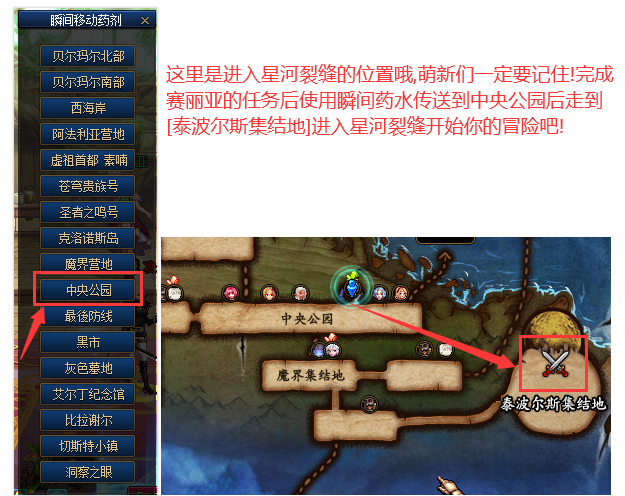 瞬间移动药剂
贝尔玛尔北部
贝尔玛尔南部
西海岸
阿法利亚营地
虚祖首都 素喃
苍穹贵族号
圣者之鸣号
克洛诺斯岛
魔界营地
中央公园
最後防线
黑市
灰色墓地
艾尔丁纪念馆
比拉谢尔
切斯特小镇
洞察之眼
这里是进入星河裂缝的位置哦,萌新们一定要记住!完成
赛丽亚的任务后使用瞬间药水传送到中央公园后走到
[泰波尔斯集结地]进入星河裂缝开始你的冒险吧!
中央公园
魔界集结地
泰波尔斯集结地